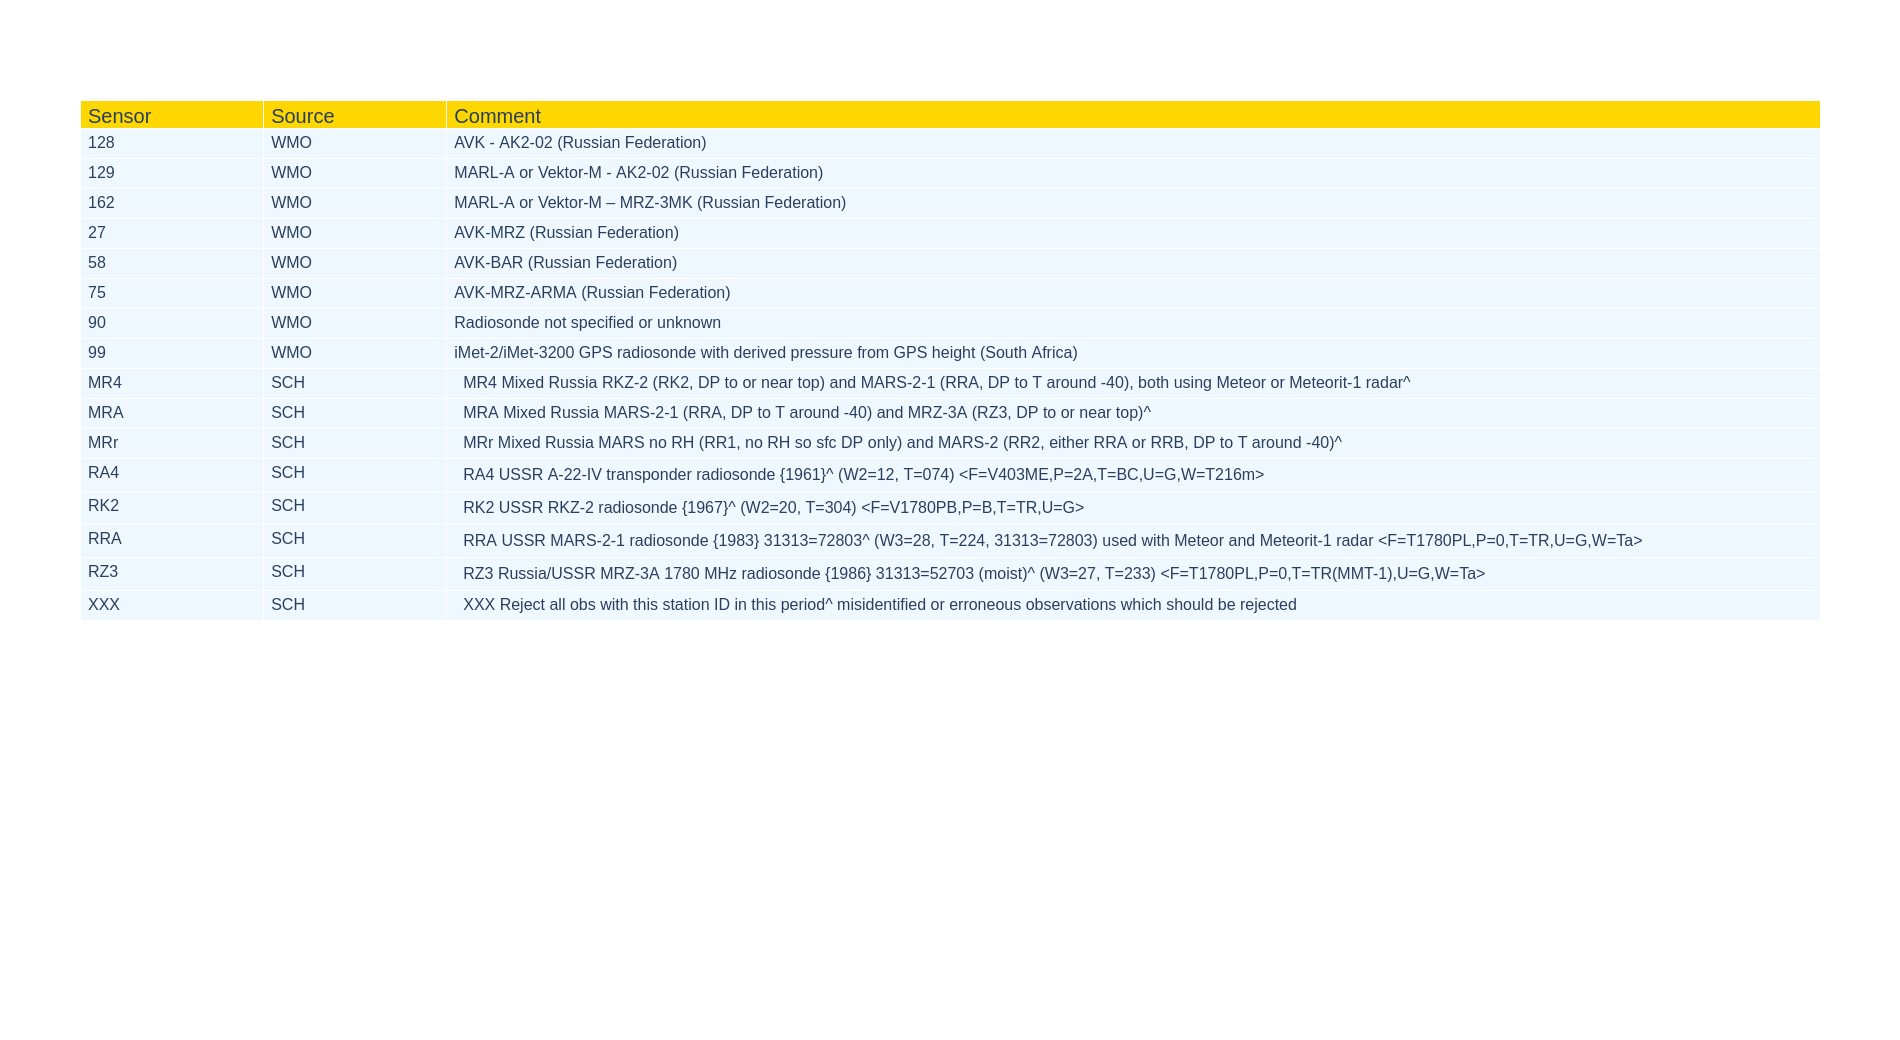 Sensor Source Comment
128 WMO AVK - AK2-02 (Russian Federation)
129 WMO MARL-A or Vektor-M - AK2-02 (Russian Federation)
162 WMO MARL-A or Vektor-M – MRZ-3MK (Russian Federation)
27 WMO AVK-MRZ (Russian Federation)
58 WMO AVK-BAR (Russian Federation)
75 WMO AVK-MRZ-ARMA (Russian Federation)
90 WMO Radiosonde not specified or unknown
99 WMO iMet-2/iMet-3200 GPS radiosonde with derived pressure from GPS height (South Africa)
MR4 SCH MR4 Mixed Russia RKZ-2 (RK2, DP to or near top) and MARS-2-1 (RRA, DP to T around -40), both using Meteor or Meteorit-1 radar^
MRA SCH MRA Mixed Russia MARS-2-1 (RRA, DP to T around -40) and MRZ-3A (RZ3, DP to or near top)^
MRr SCH MRr Mixed Russia MARS no RH (RR1, no RH so sfc DP only) and MARS-2 (RR2, either RRA or RRB, DP to T around -40)^
RA4 SCH RA4 USSR A-22-IV transponder radiosonde {1961}^ (W2=12, T=074) <F=V403ME,P=2A,T=BC,U=G,W=T216m>
RK2 SCH RK2 USSR RKZ-2 radiosonde {1967}^ (W2=20, T=304) <F=V1780PB,P=B,T=TR,U=G>
RRA SCH RRA USSR MARS-2-1 radiosonde {1983} 31313=72803^ (W3=28, T=224, 31313=72803) used with Meteor and Meteorit-1 radar <F=T1780PL,P=0,T=TR,U=G,W=Ta>
RZ3 SCH RZ3 Russia/USSR MRZ-3A 1780 MHz radiosonde {1986} 31313=52703 (moist)^ (W3=27, T=233) <F=T1780PL,P=0,T=TR(MMT-1),U=G,W=Ta>
XXX SCH XXX Reject all obs with this station ID in this period^ misidentified or erroneous observations which should be rejected